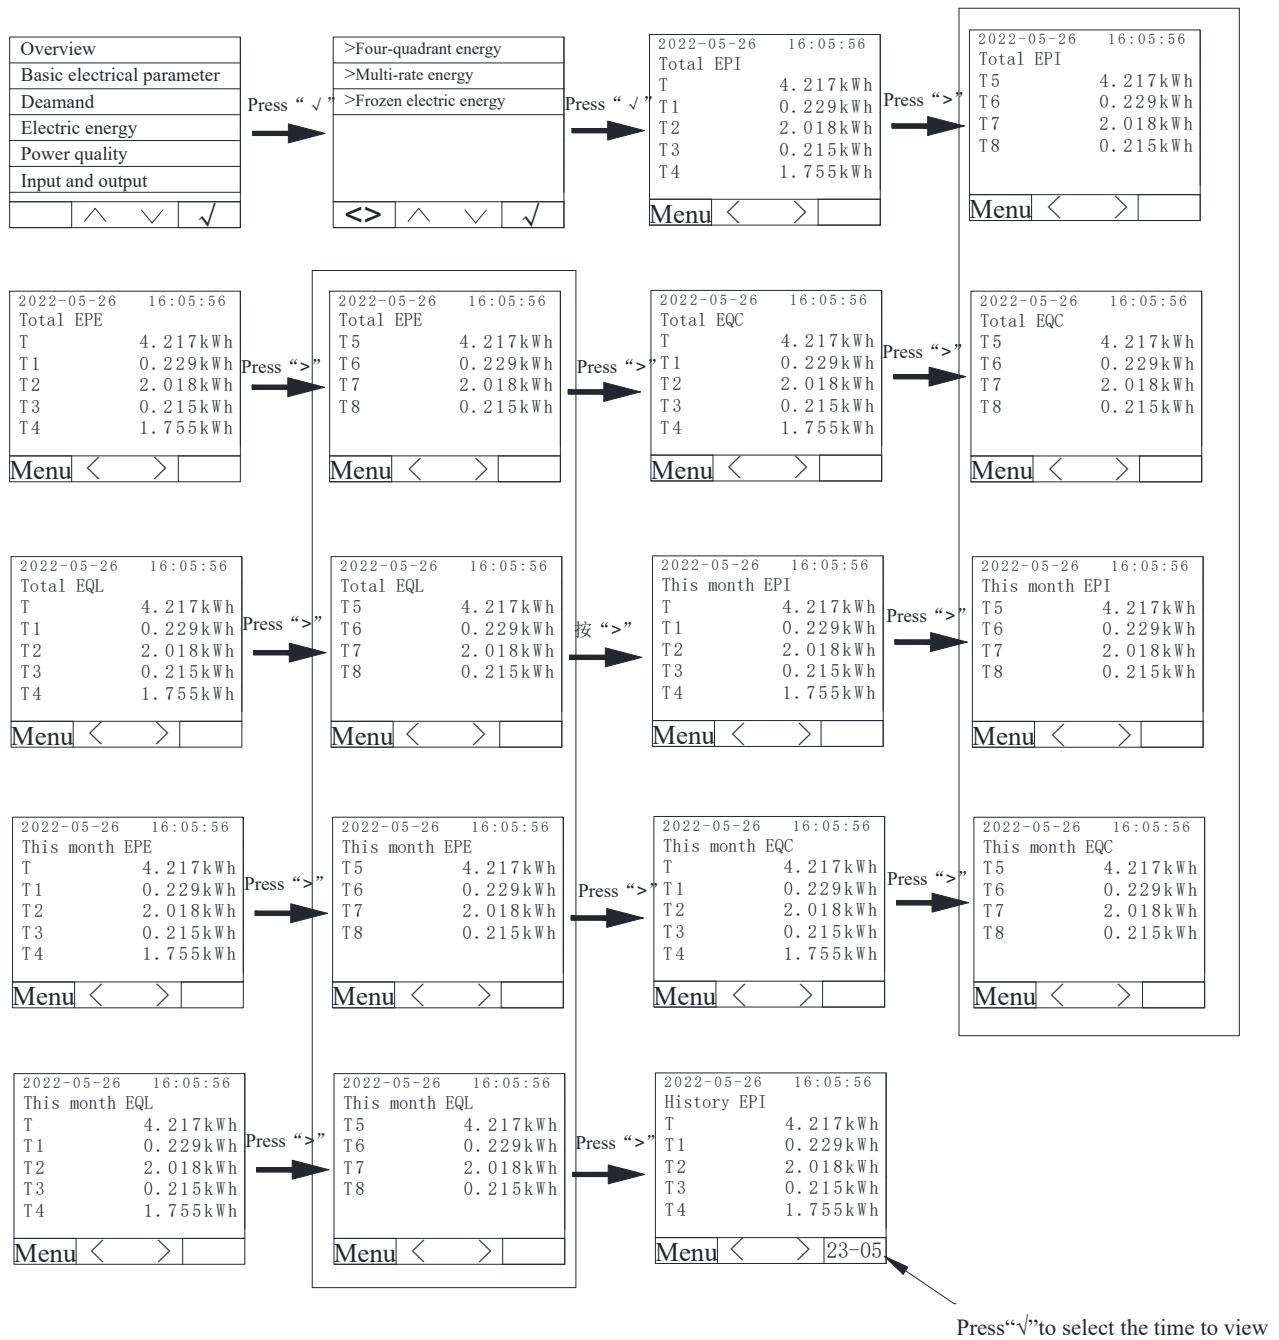 Overview
Basic electrical parameter
Deamand
Electric energy
Power quality
Input and output
√
Press “ √ ”
>Four-quadrant energy
>Multi-rate energy
>Frozen electric energy
<> √
Press “ √ ”
2022-05-26 16:05:56
Total EPI
T 4.217kWh
T1 0.229kWh
T2 2.018kWh
T3 0.215kWh
T4 1.755kWh
Menu < >
Press “>”
2022-05-26 16:05:56
Total EPI
T5 4.217kWh
T6 0.229kWh
T7 2.018kWh
T8 0.215kWh
Menu < >
2022-05-26 16:05:56
Total EPE
T 4.217kWh
T1 0.229kWh
T2 2.018kWh
T3 0.215kWh
T4 1.755kWh
Menu < >
Press “>”
2022-05-26 16:05:56
Total EPE
T5 4.217kWh
T6 0.229kWh
T7 2.018kWh
T8 0.215kWh
Menu < >
Press “>”
2022-05-26 16:05:56
Total EQC
T 4.217kWh
T1 0.229kWh
T2 2.018kWh
T3 0.215kWh
T4 1.755kWh
Menu < >
Press “>”
2022-05-26 16:05:56
Total EQC
T5 4.217kWh
T6 0.229kWh
T7 2.018kWh
T8 0.215kWh
Menu < >
2022-05-26 16:05:56
Total EQL
T 4.217kWh
T1 0.229kWh
T2 2.018kWh
T3 0.215kWh
T4 1.755kWh
Menu < >
Press “>”
2022-05-26 16:05:56
Total EQL
T5 4.217kWh
T6 0.229kWh
T7 2.018kWh
T8 0.215kWh
Menu < >
按 “>”
2022-05-26 16:05:56
This month EPI
T 4.217kWh
T1 0.229kWh
T2 2.018kWh
T3 0.215kWh
T4 1.755kWh
Menu < >
Press “>”
2022-05-26 16:05:56
This month EPI
T5 4.217kWh
T6 0.229kWh
T7 2.018kWh
T8 0.215kWh
Menu < >
2022-05-26 16:05:56
This month EPE
T 4.217kWh
T1 0.229kWh
T2 2.018kWh
T3 0.215kWh
T4 1.755kWh
Menu < >
Press “>”
2022-05-26 16:05:56
This month EPE
T5 4.217kWh
T6 0.229kWh
T7 2.018kWh
T8 0.215kWh
Menu < >
Press “>”
2022-05-26 16:05:56
This month EQC
T 4.217kWh
T1 0.229kWh
T2 2.018kWh
T3 0.215kWh
T4 1.755kWh
Menu < >
Press “>”
2022-05-26 16:05:56
This month EQC
T5 4.217kWh
T6 0.229kWh
T7 2.018kWh
T8 0.215kWh
Menu < >
2022-05-26 16:05:56
This month EQL
T 4.217kWh
T1 0.229kWh
T2 2.018kWh
T3 0.215kWh
T4 1.755kWh
Menu < >
Press “>”
2022-05-26 16:05:56
This month EQL
T5 4.217kWh
T6 0.229kWh
T7 2.018kWh
T8 0.215kWh
Menu < >
Press “>”
2022-05-26 16:05:56
History EPI
T 4.217kWh
T1 0.229kWh
T2 2.018kWh
T3 0.215kWh
T4 1.755kWh
Menu < > 23-05
Press“√”to select the time to view